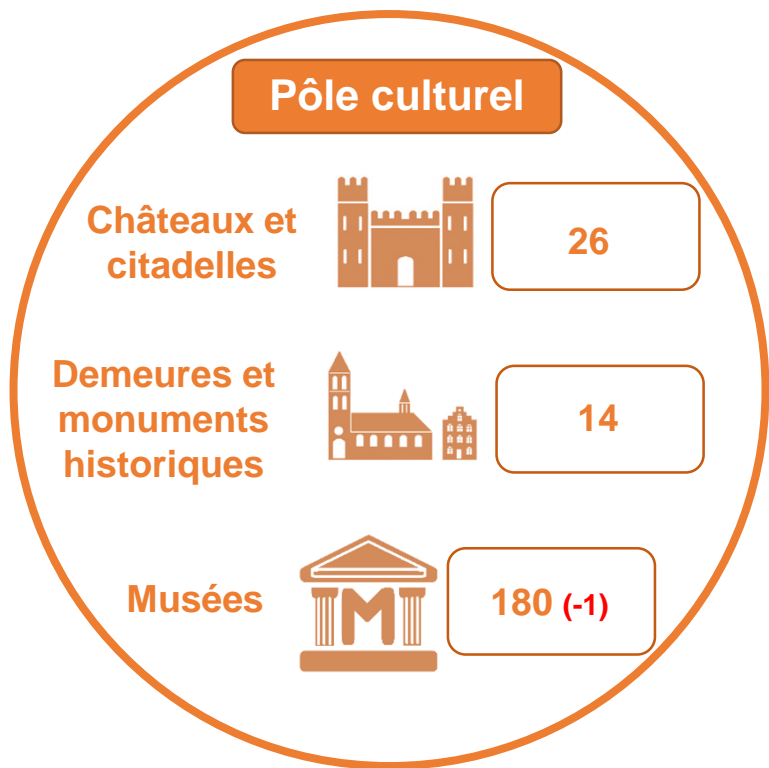 Pôle culturel
Châteaux et
citadelles
26
Demeures et
monuments
historiques
14
Musées
M
180 (-1)